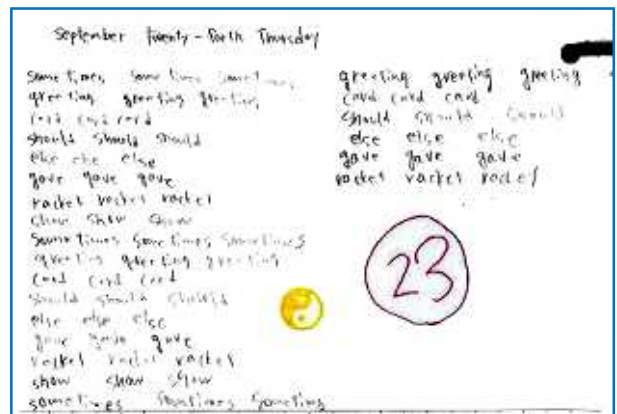 September Twenty-Forth Thursday
Sometimes Sometimes Sometimes
greeting greeting greeting
Card Card card
should should should
else else else
gave gave gave
racket racket racket
show show show
Sometimes Sometimes Sometimes
greeting greeting greeting
Card Card Card
should should should
else else else
gave gave gave
racket racket racket
show show show
sometimes Sometimes Sometims
greeting greeting greeting
Card card card
should should should
else else else
gave gave gave
racket racket racket
23